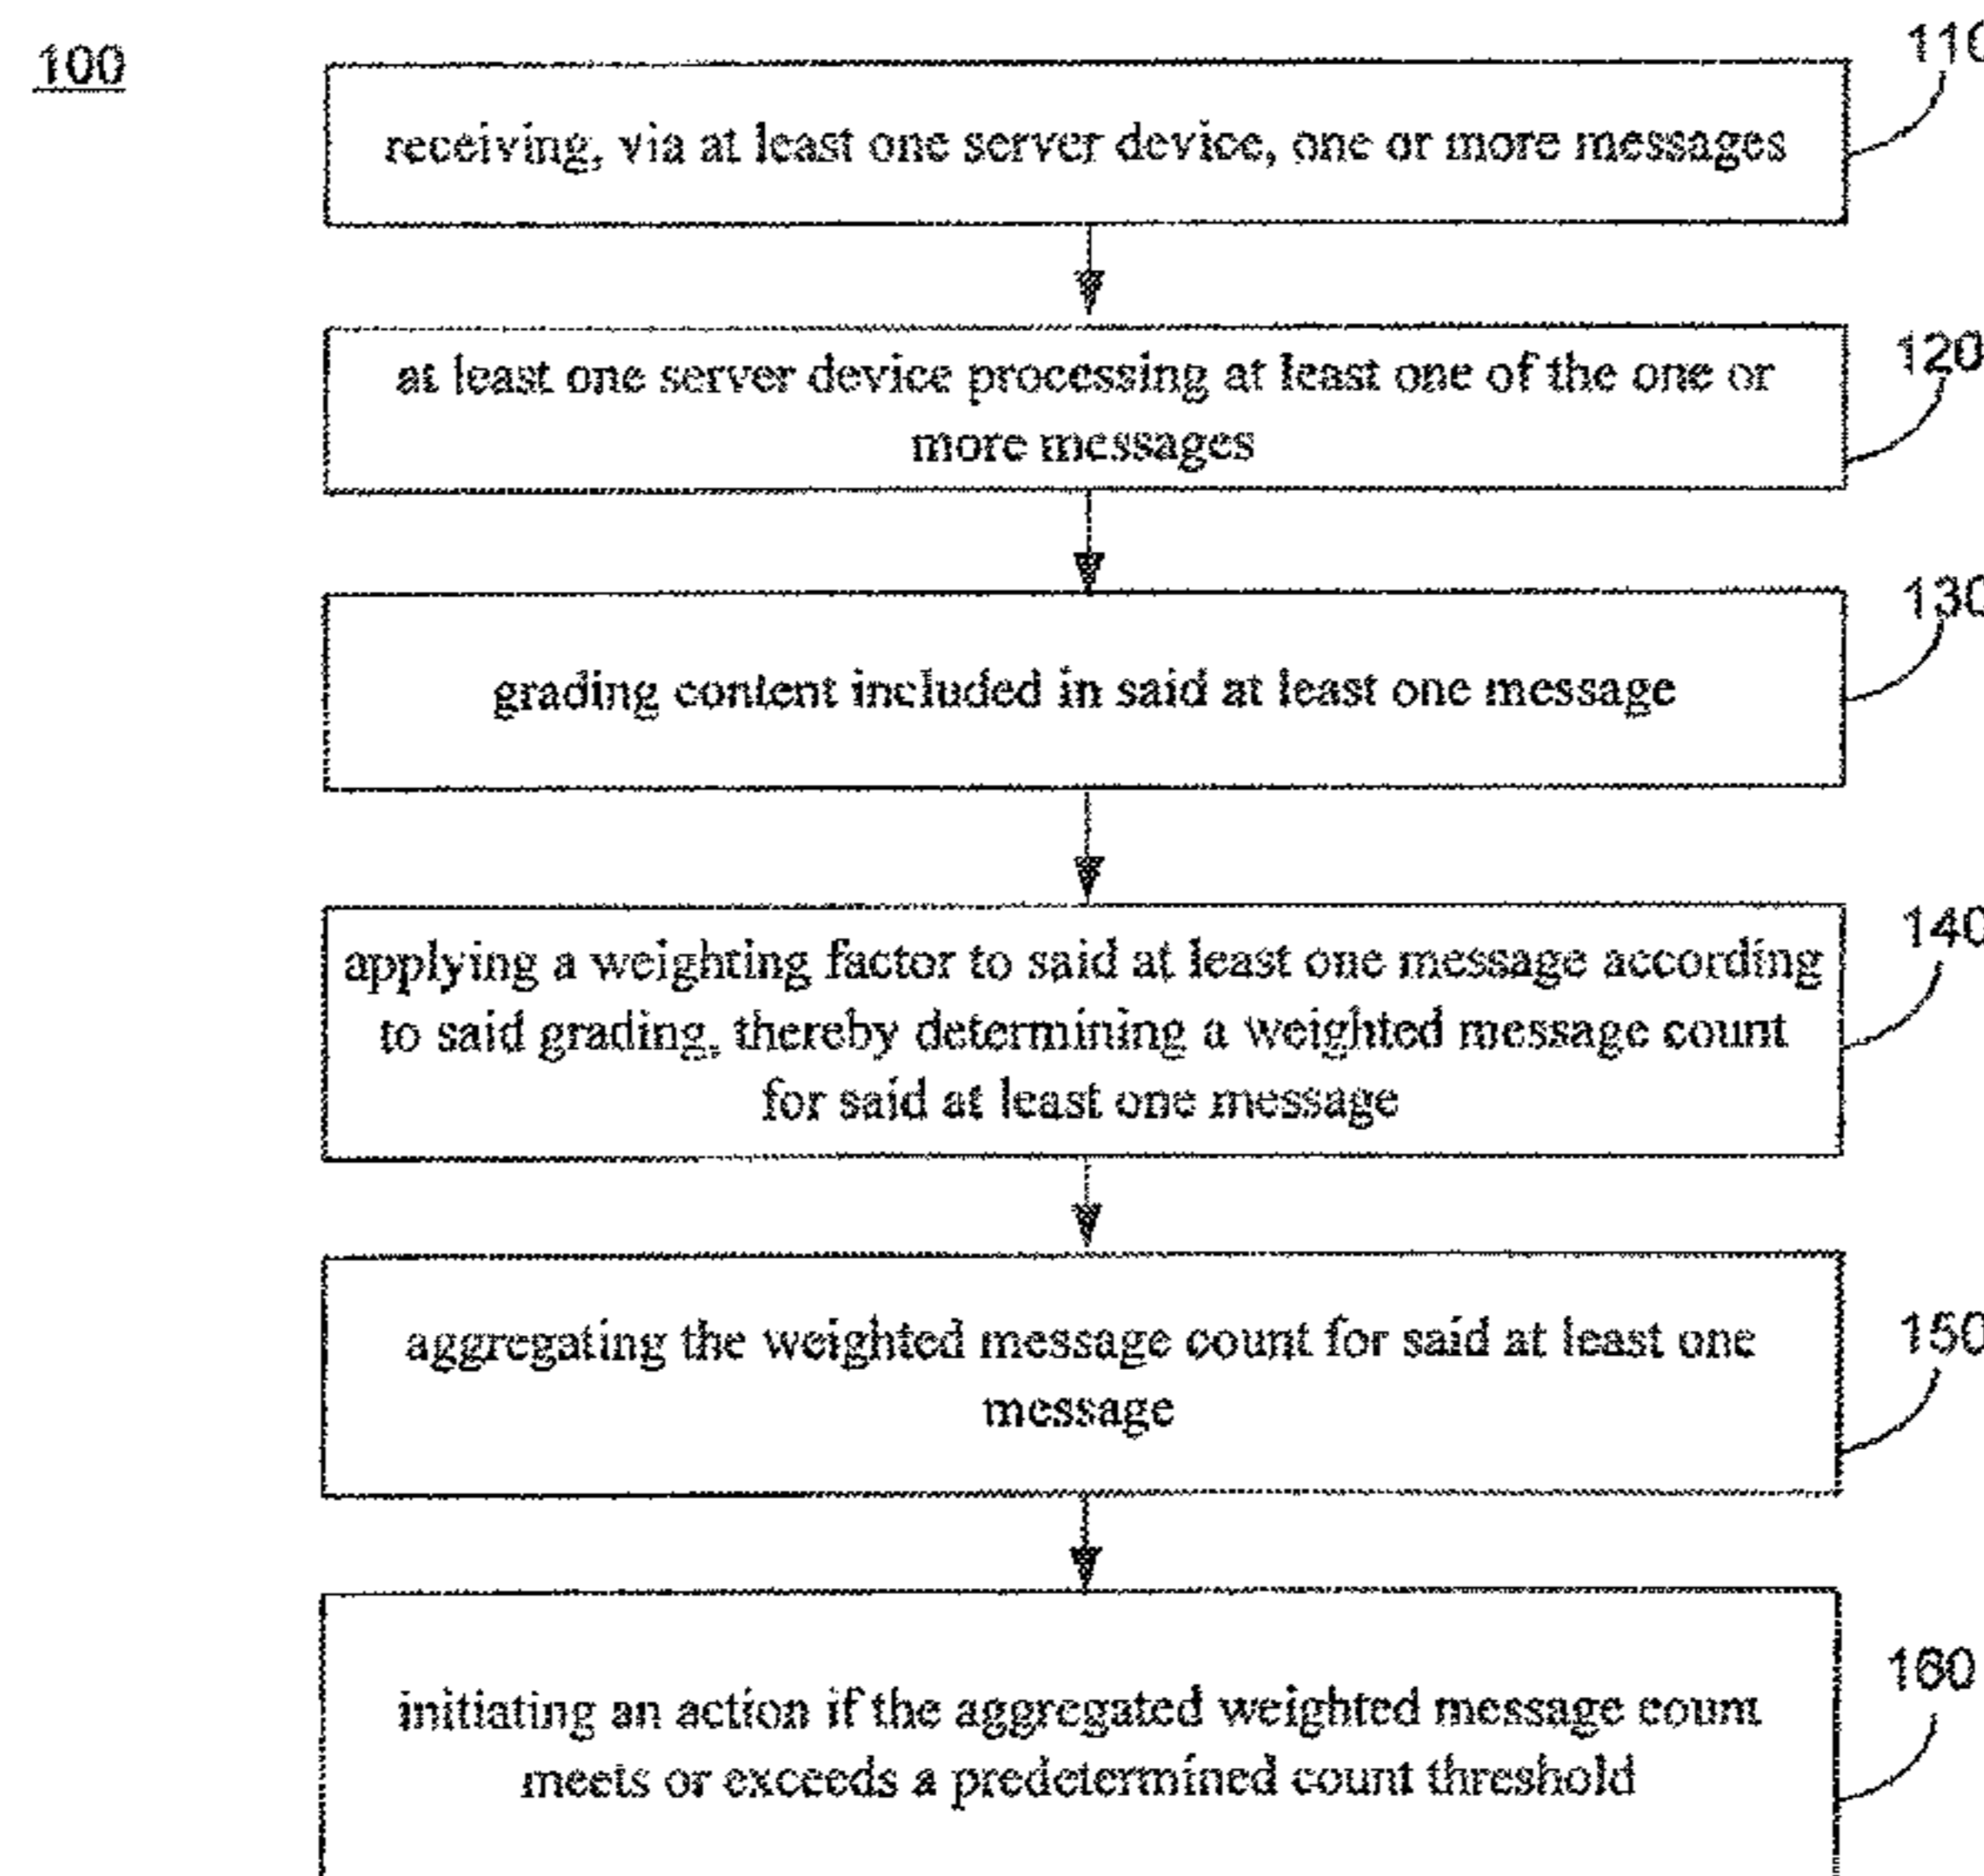 100
110
receiving, via at least one server device, one or more messages
120
at least one server device processing at least one of the one or
more messages
130
grading content included in said at least one message
140
applying a weighting factor to said at least one message according
to said grading, thereby determining a weighted message count
for said at least one message
150
aggregating the weighted message count for said at least one
message
160
initiating an action if the aggregated weighted message count
meets or exceeds a predetermined count threshold